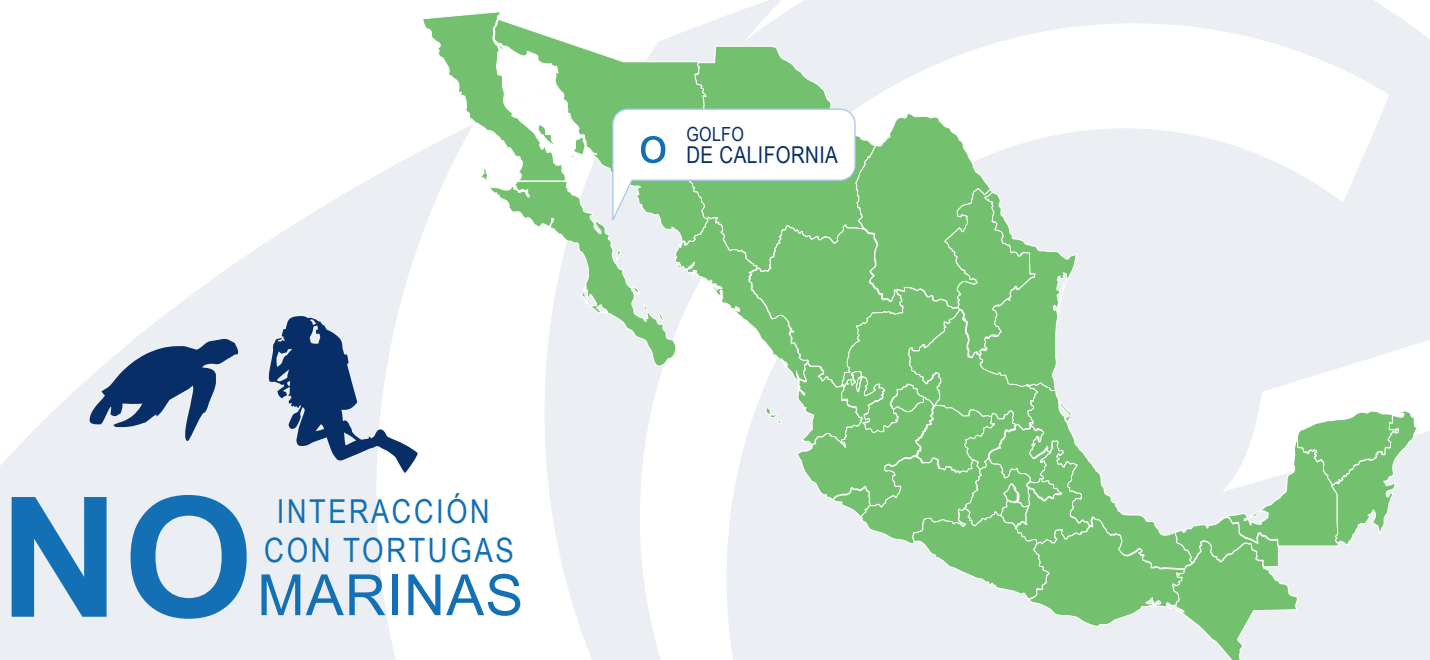 O GOLFO
DE CALIFORNIA
NO INTERACCIÓN
CON TORTUGAS
MARINAS